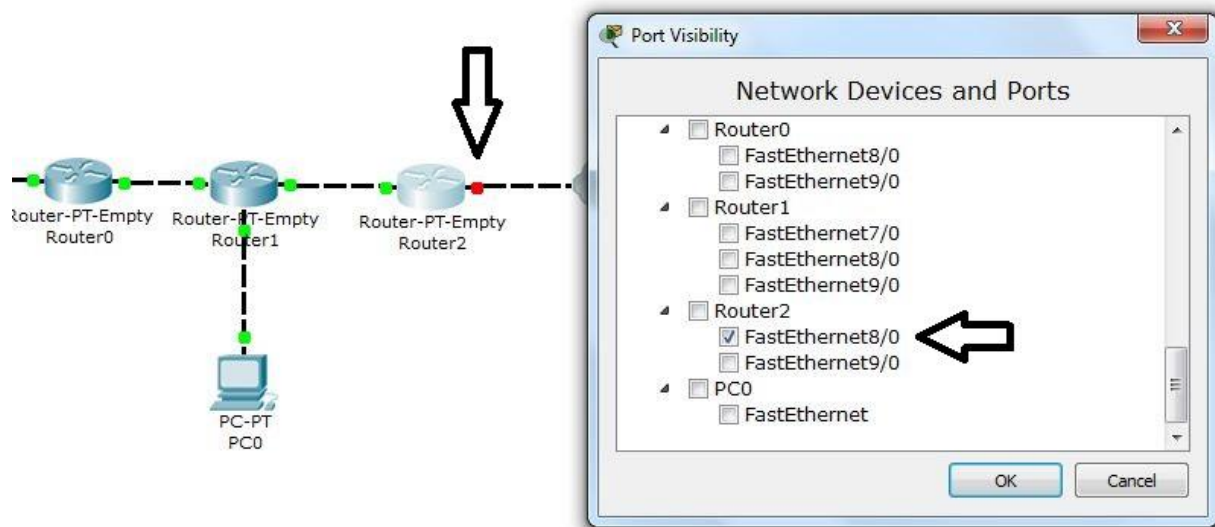 Router-PT-Empty
Router0
Router-PT-Empty
Router1
Router-PT-Empty
Router2
PC-PT
PC0
Port Visibility
Network Devices and Ports
Router0
FastEthernet8/0
FastEthernet9/0
Router1
FastEthernet7/0
FastEthernet8/0
FastEthernet9/0
Router2
FastEthernet8/0
FastEthernet9/0
PC0
FastEthernet
OK
Cancel